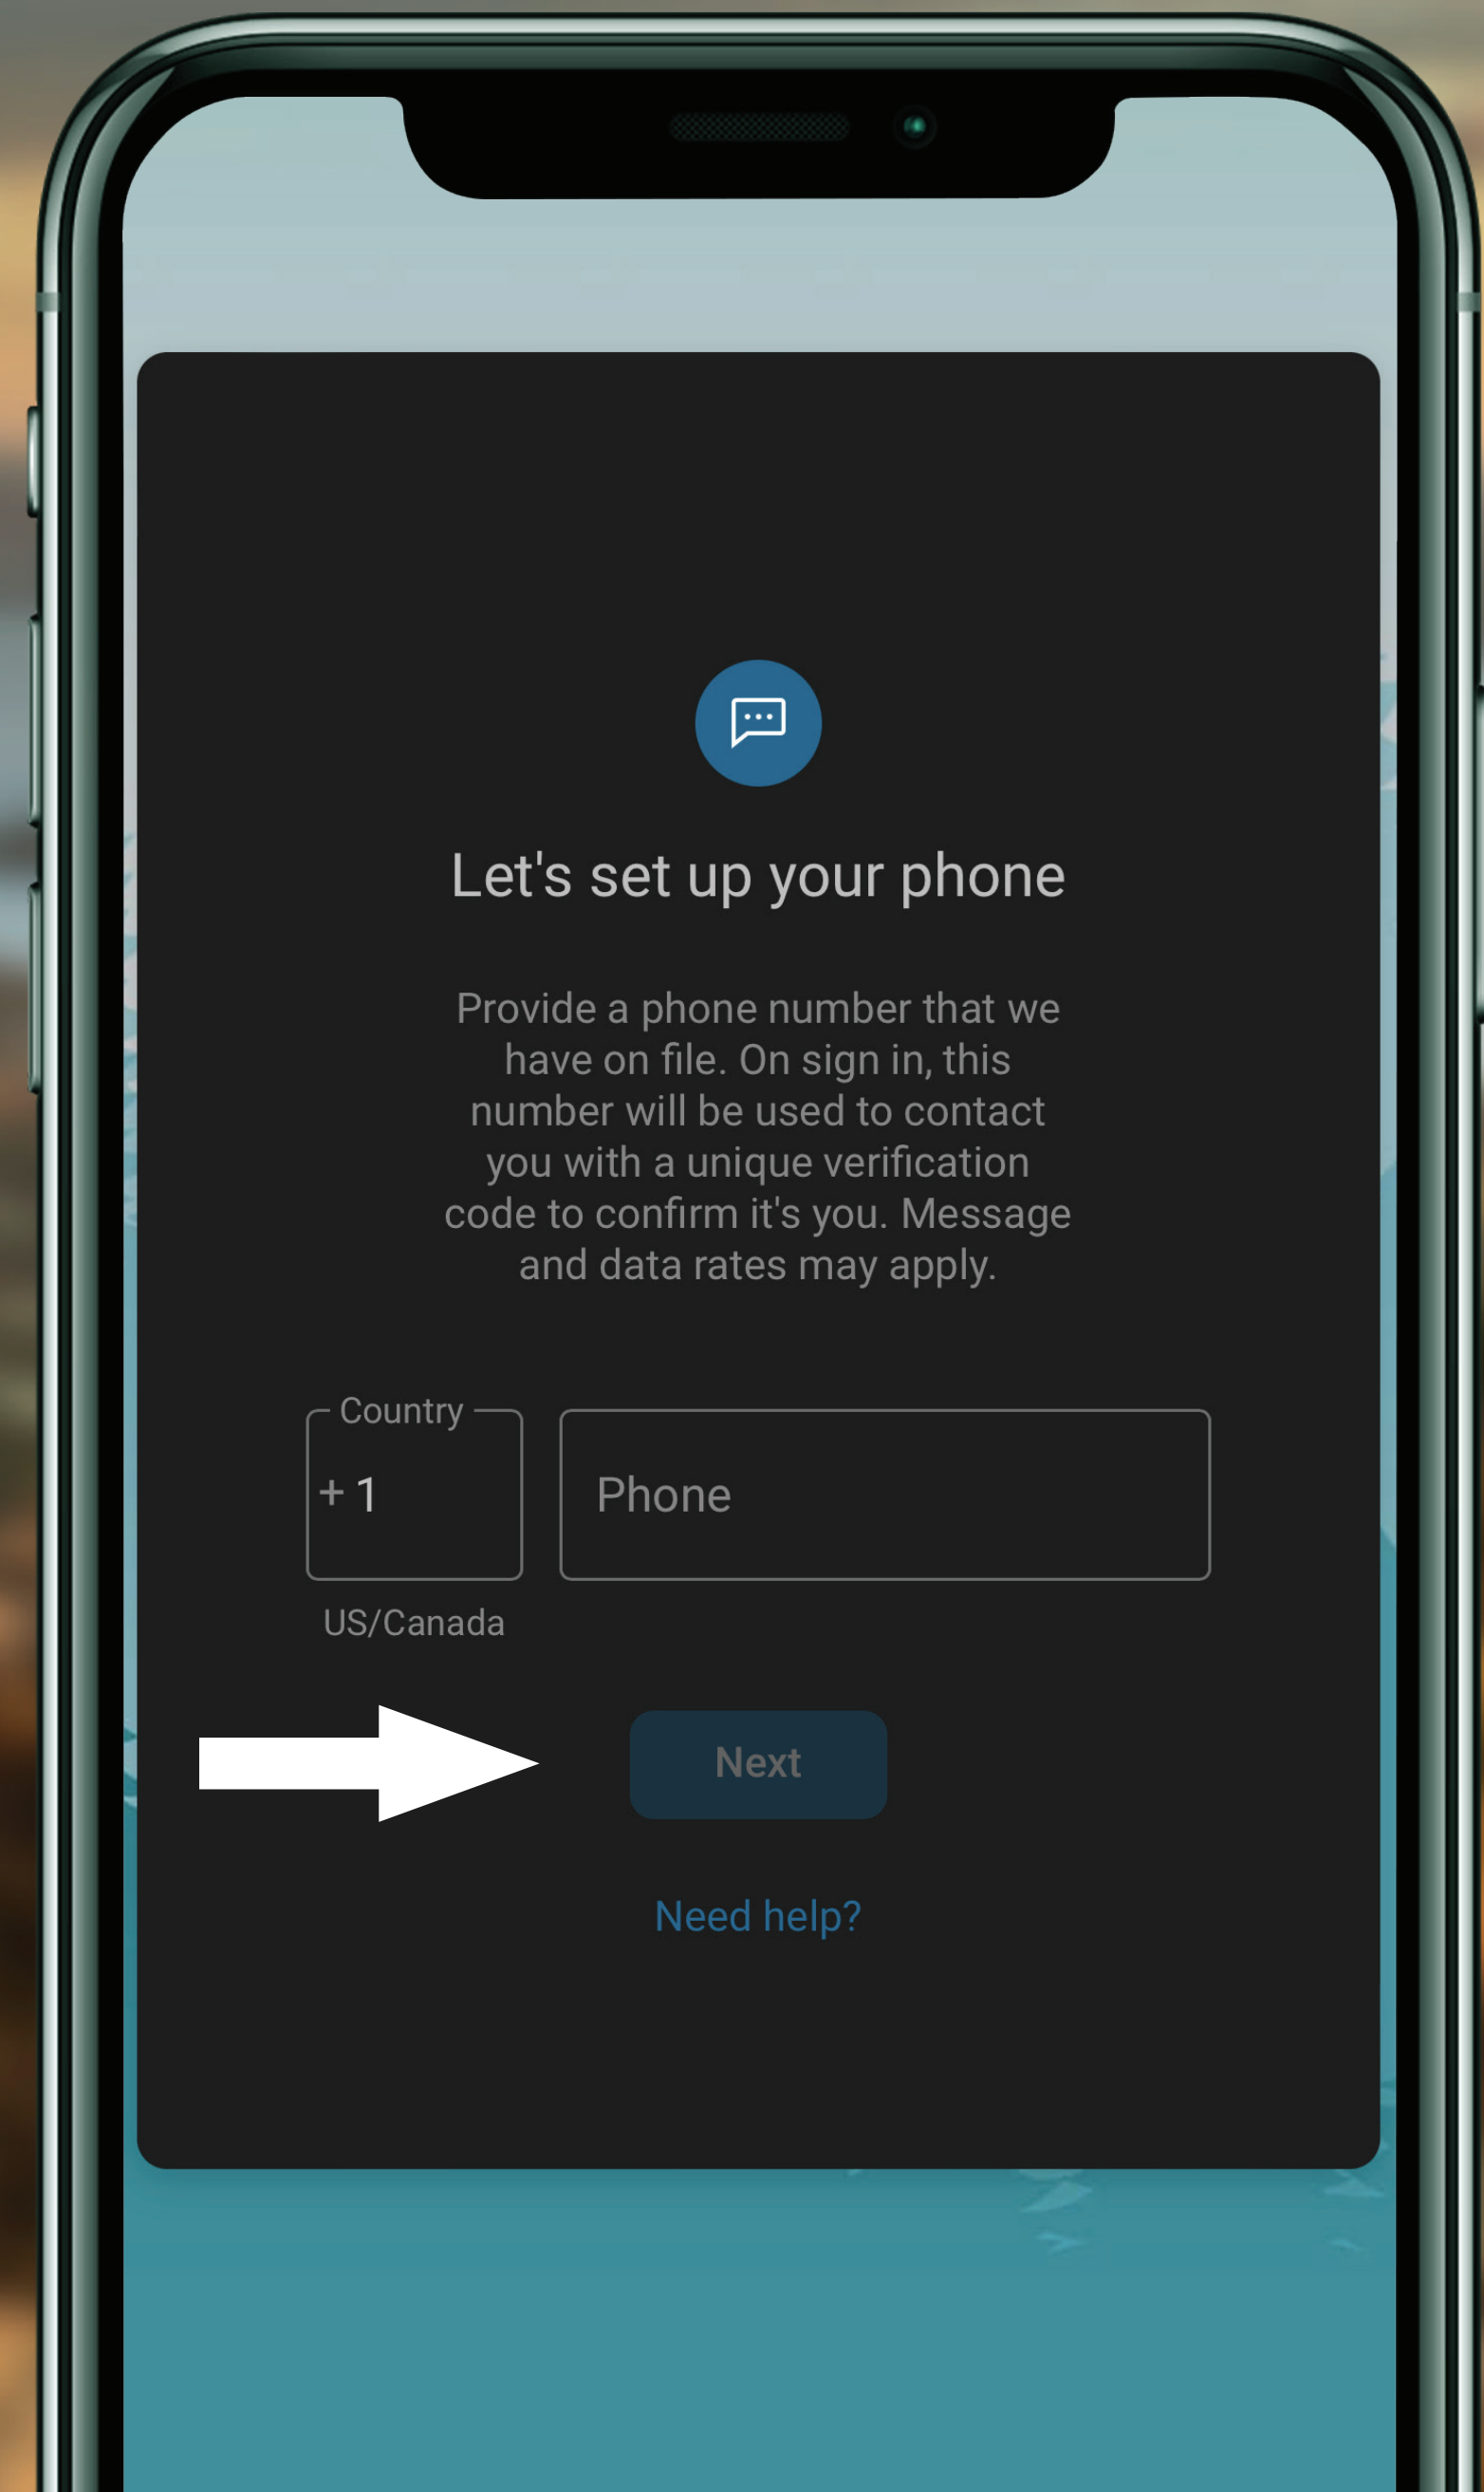 Let's set up your phone
Provide a phone number that we
have on file. On sign in, this
number will be used to contact
you with a unique verification
code to confirm it's you. Message
and data rates may apply.
Country
+ 1
Phone
US/Canada
Next
Need help?